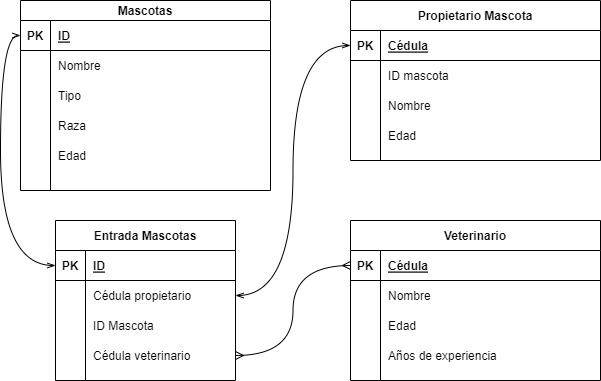 Mascotas
PK ID
Nombre
Tipo
Raza
Edad
Propietario Mascota
PK Cédula
ID mascota
Nombre
Edad
Entrada Mascotas
PK ID
Cédula propietario
ID Mascota
Cédula veterinario
Veterinario
PK Cédula
Nombre
Edad
Años de experiencia